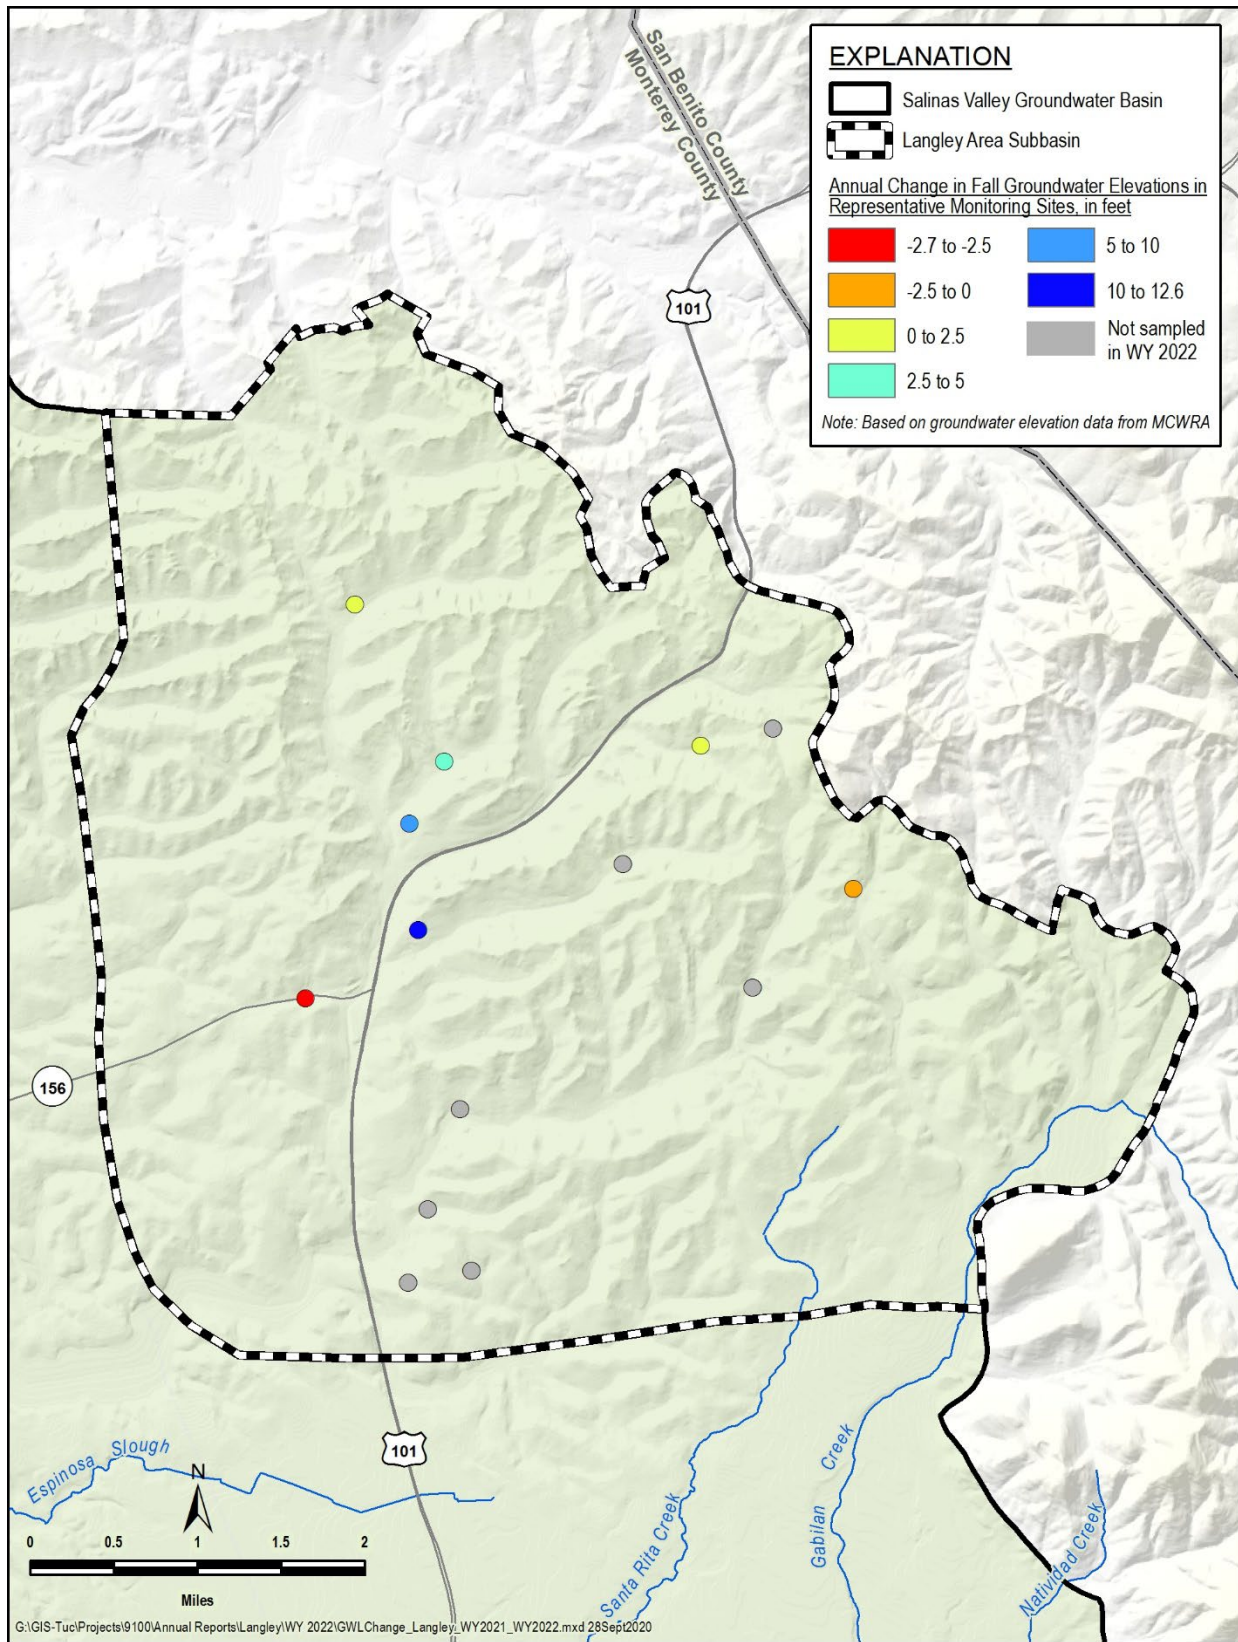 San Benito County
Monterey County
EXPLANATION
Salinas Valley Groundwater Basin
Langley Area Subbasin
Annual Change in Fall Groundwater Elevations in
Representative Monitoring Sites, in feet
-2.7 to -2.5
5 to 10
-2.5 to 0
10 to 12.6
0 to 2.5
Not sampled
in WY 2022
2.5 to 5
Note: Based on groundwater elevation data from MCWRA
101
156
101
Espinosa Slough
N
Santa Rita Creek
Gabilan Creek
Natividad Creek
0 0.5 1 1.5 2
Miles
G:\GIS-Tuc\Projects\9100\Annual Reports\Langley\WY 2022\GWLChange_Langley_WY2021_WY2022.mxd 28Sept2020